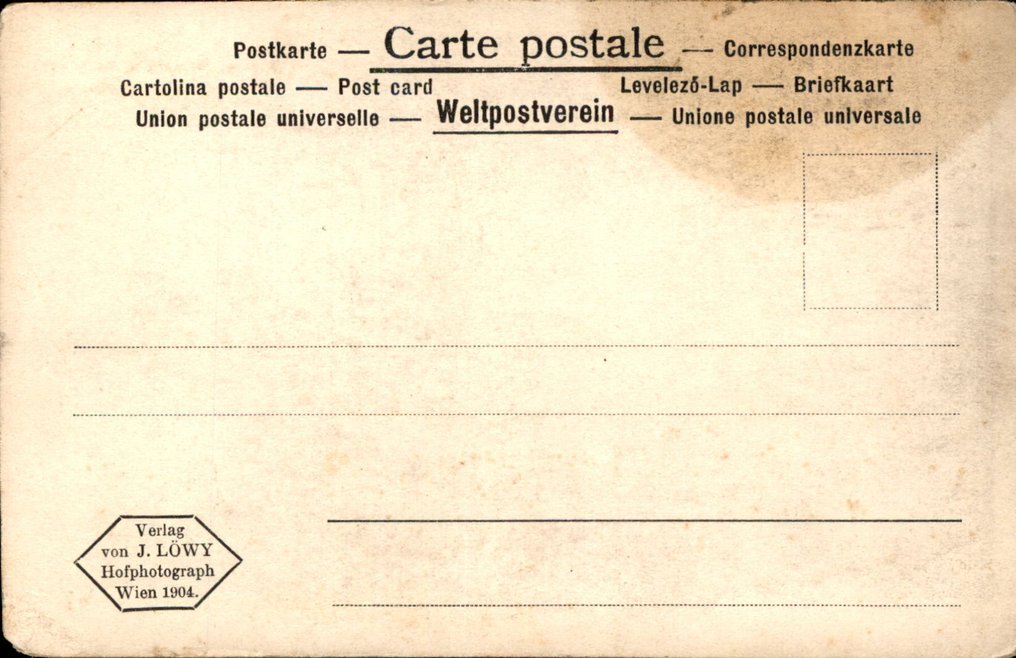 Postkarte — Carte postale — Correspondenzkarte
Cartolina postale — Post card Levelező-Lap — Briefkaart
Union postale universelle — Weltpostverein — Unione postale universale
Verlag
von J. LÖWY
Hofphotograph
Wien 1904.